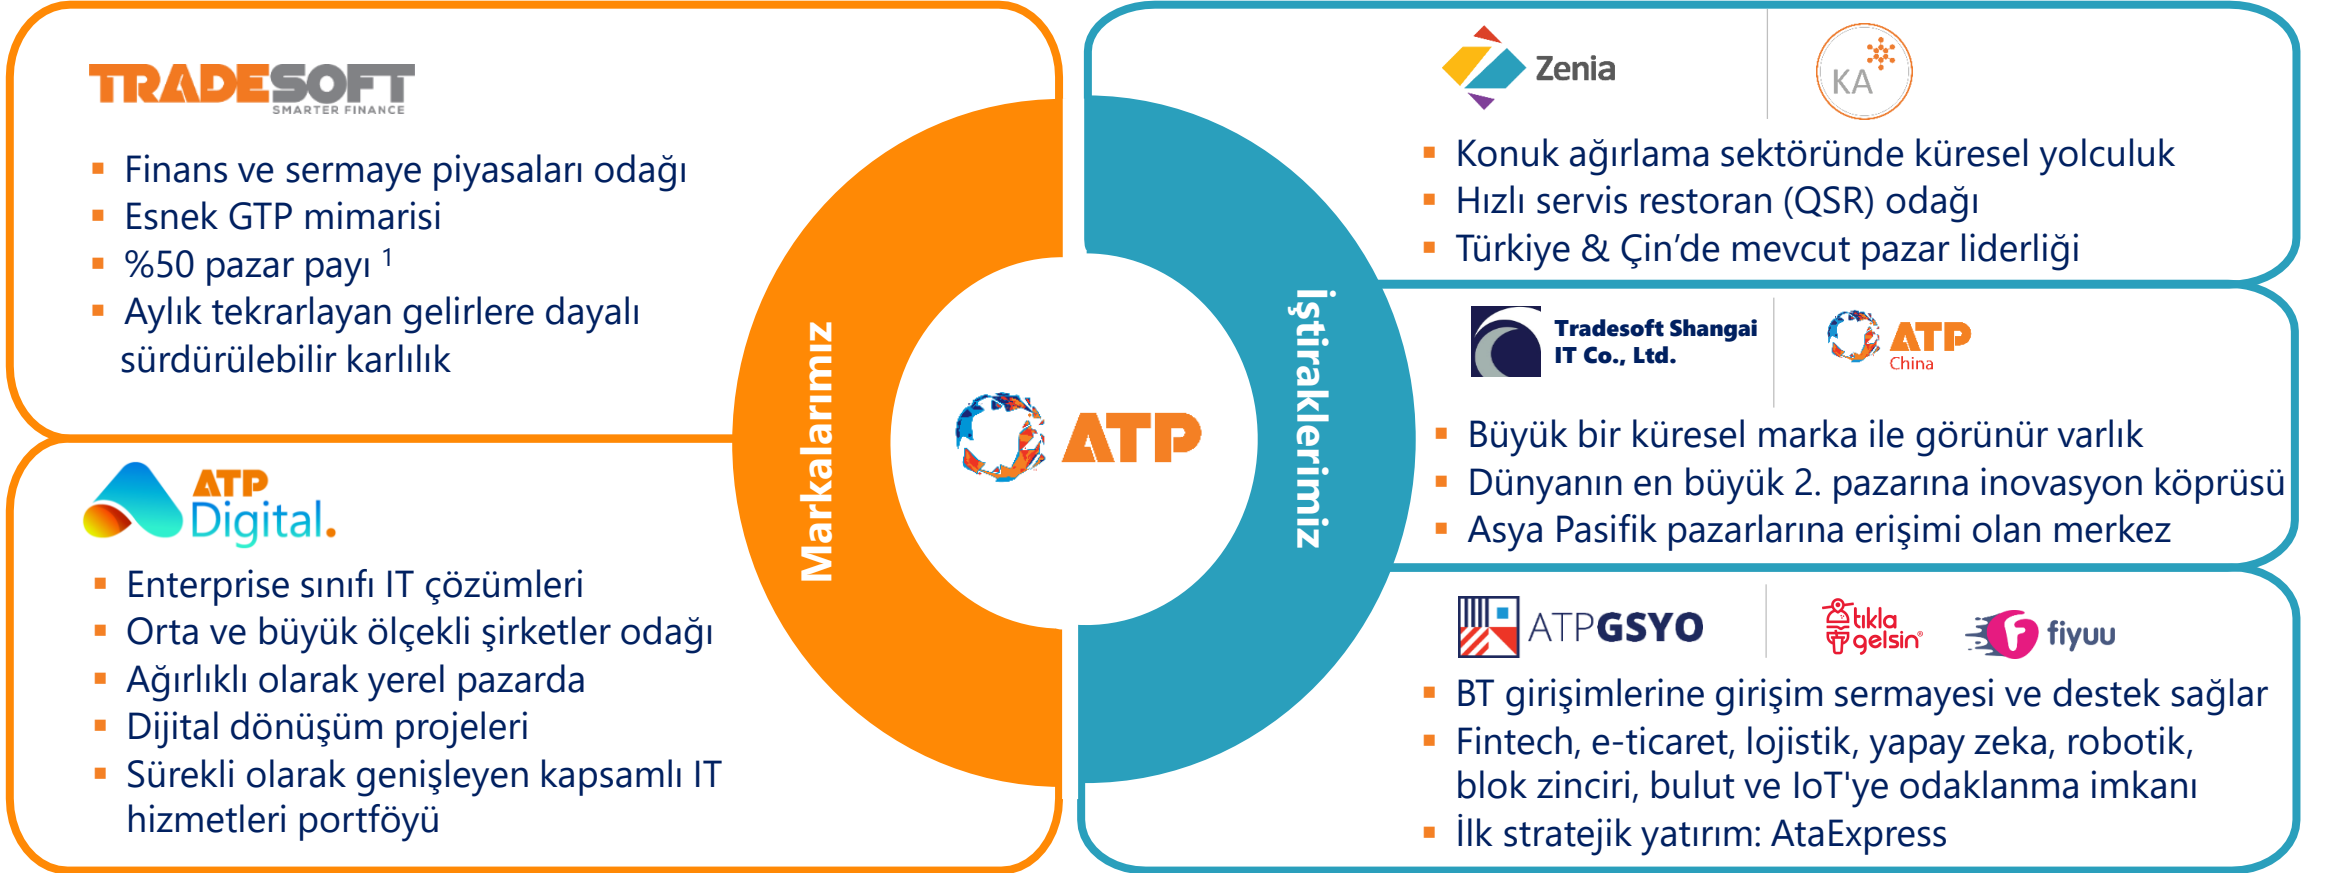 TRADESOFT
SMARTER FINANCE
▪ Finans ve sermaye piyasaları odağı
▪ Esnek GTP mimarisi
▪ %50 pazar payı 1
▪ Aylık tekrarlayan gelirlere dayalı
sürdürülebilir karlılık
ATP
Digital.
▪ Enterprise sınıfı IT çözümleri
▪ Orta ve büyük ölçekli şirketler odağı
▪ Ağırlıklı olarak yerel pazarda
▪ Dijital dönüşüm projeleri
▪ Sürekli olarak genişleyen kapsamlı IT
hizmetleri portföyü
Markalarımız
ATP
İştiraklerimiz
Zenia
KA
▪ Konuk ağırlama sektöründe küresel yolculuk
▪ Hızlı servis restoran (QSR) odağı
▪ Türkiye & Çin’de mevcut pazar liderliği
Tradesoft Shangai
IT Co., Ltd.
ATP
China
▪ Büyük bir küresel marka ile görünür varlık
▪ Dünyanın en büyük 2. pazarına inovasyon köprüsü
▪ Asya Pasifik pazarlarına erişimi olan merkez
ATPGSYO
tıkla
gelsin®
fiyuu
▪ BT girişimlerine girişim sermayesi ve destek sağlar
▪ Fintech, e-ticaret, lojistik, yapay zeka, robotik,
blok zinciri, bulut ve IoT'ye odaklanma imkanı
▪ İlk stratejik yatırım: AtaExpress